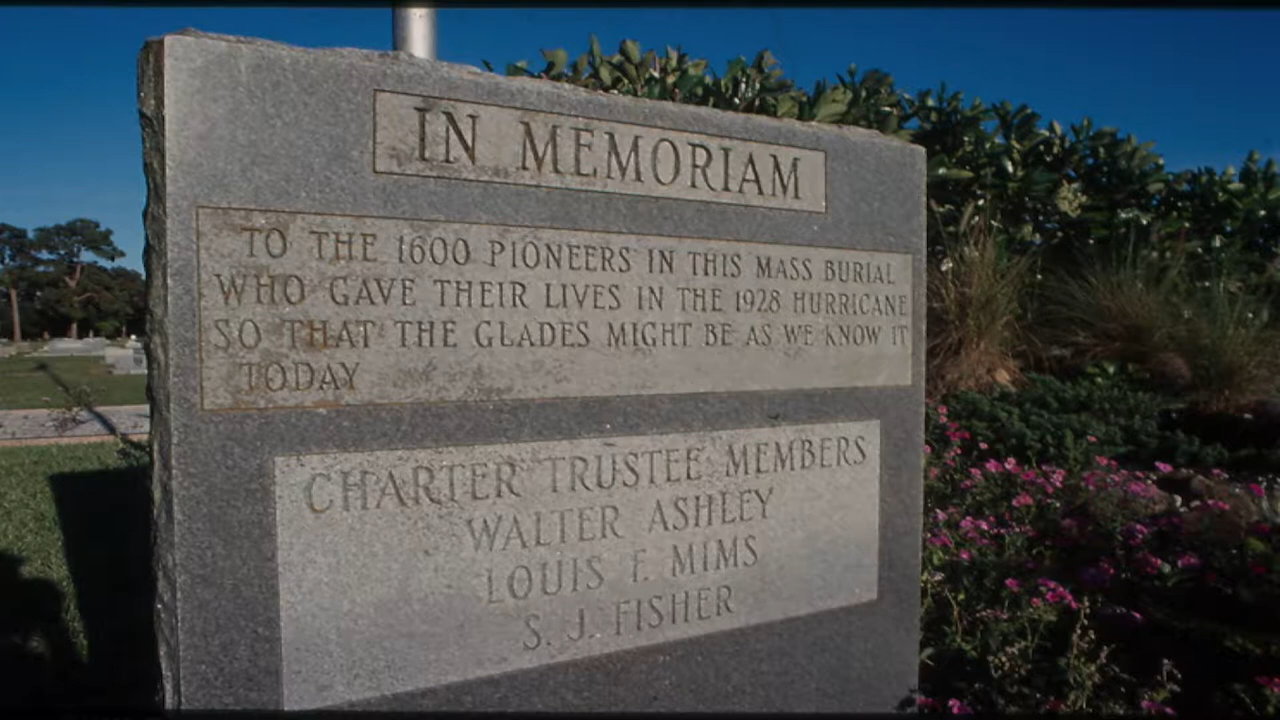 IN MEMORIAM
TO THE 1600 PIONEERS IN THIS MASS BURIAL
WHO GAVE THEIR LIVES IN THE 1928 HURRICANE
SO THAT THE GLADES MIGHT BE AS WE KNOW IT
TODAY
CHARTER TRUSTEE MEMBERS
WALTER ASHLEY
LOUIS F. MIMS
S. J. FISHER